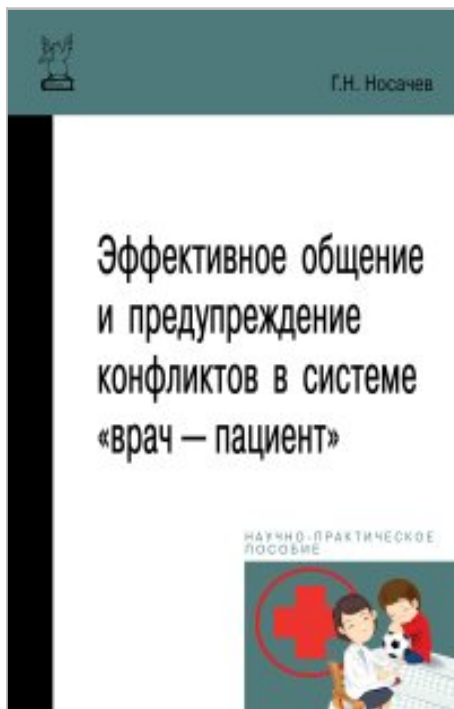 Г.Н. Носачев
Эффективное общение
и предупреждение
конфликтов в системе
«врач – пациент»
НАУЧНО-ПРАКТИЧЕСКОЕ
ПОСОБИЕ